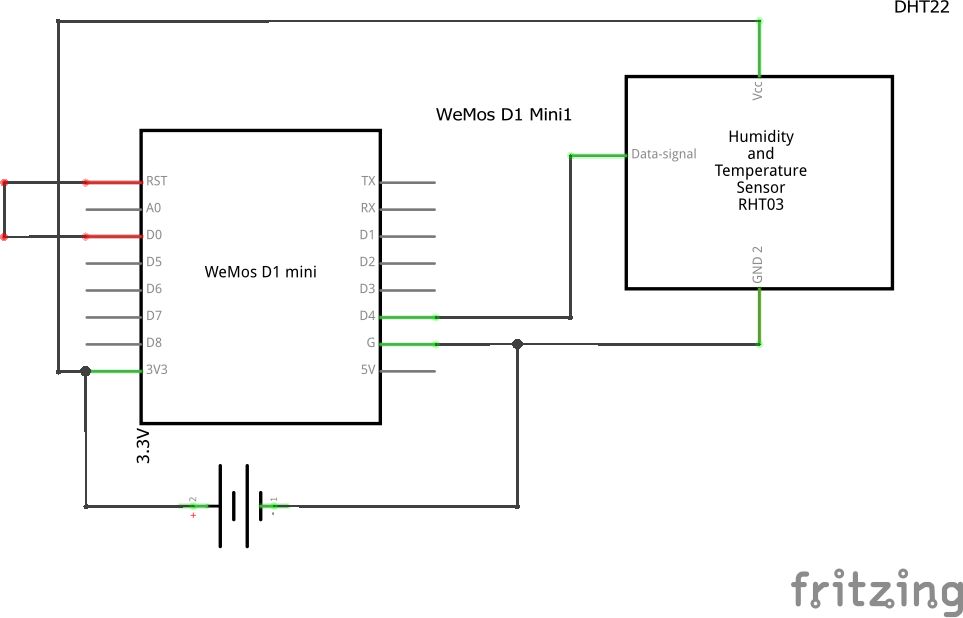 DHT22
Vcc
WeMos D1 Mini1
Data-signal
Humidity
and
Temperature
Sensor
RHT03
GND 2
RST
A0
D0
D5
D6
D7
D8
3V3
WeMos D1 mini
TX
RX
D1
D2
D3
D4
G
5V
3.3V
+ 2
- 1
fritzing